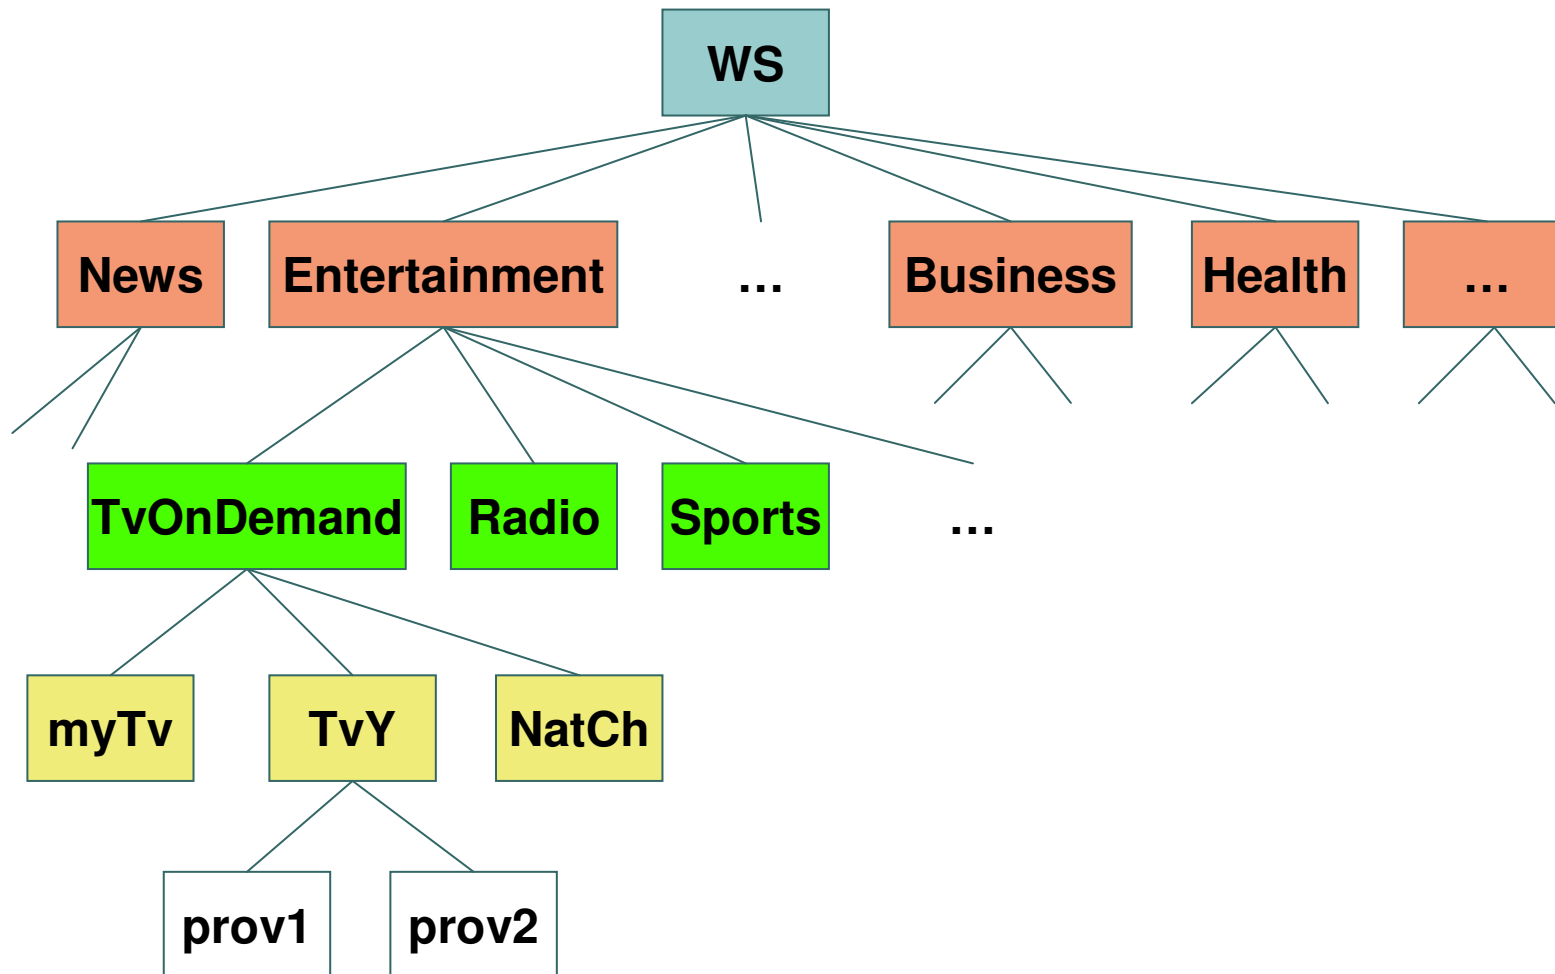 WS
News
Entertainment
...
Business
Health
...
TvOnDemand
Radio
Sports
...
myTv
TvY
NatCh
prov1
prov2